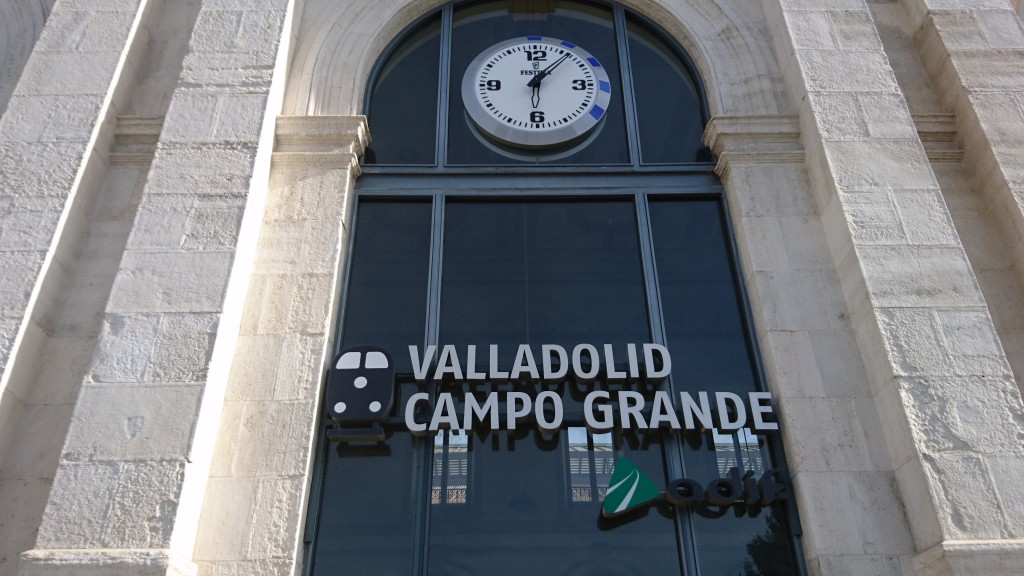 12
FESTINA
9 3
6
VALLADOLID
CAMPO GRANDE
adif